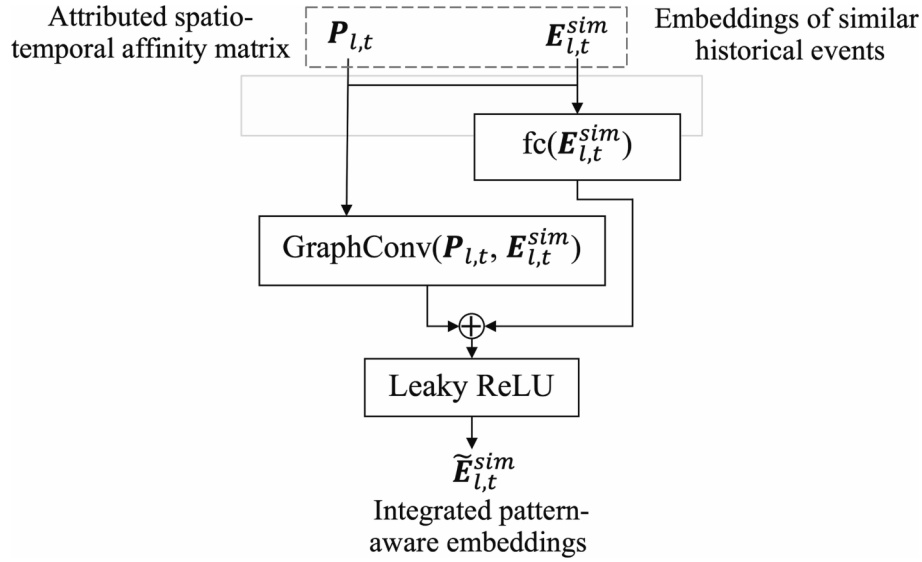 Attributed spatio-
temporal affinity matrix
P_{l,t}
E_{l,t}^{sim}
Embeddings of similar
historical events
fc(E_{l,t}^{sim})
GraphConv(P_{l,t}, E_{l,t}^{sim})
Leaky ReLU
Ẽ_{l,t}^{sim}
Integrated pattern-
aware embeddings